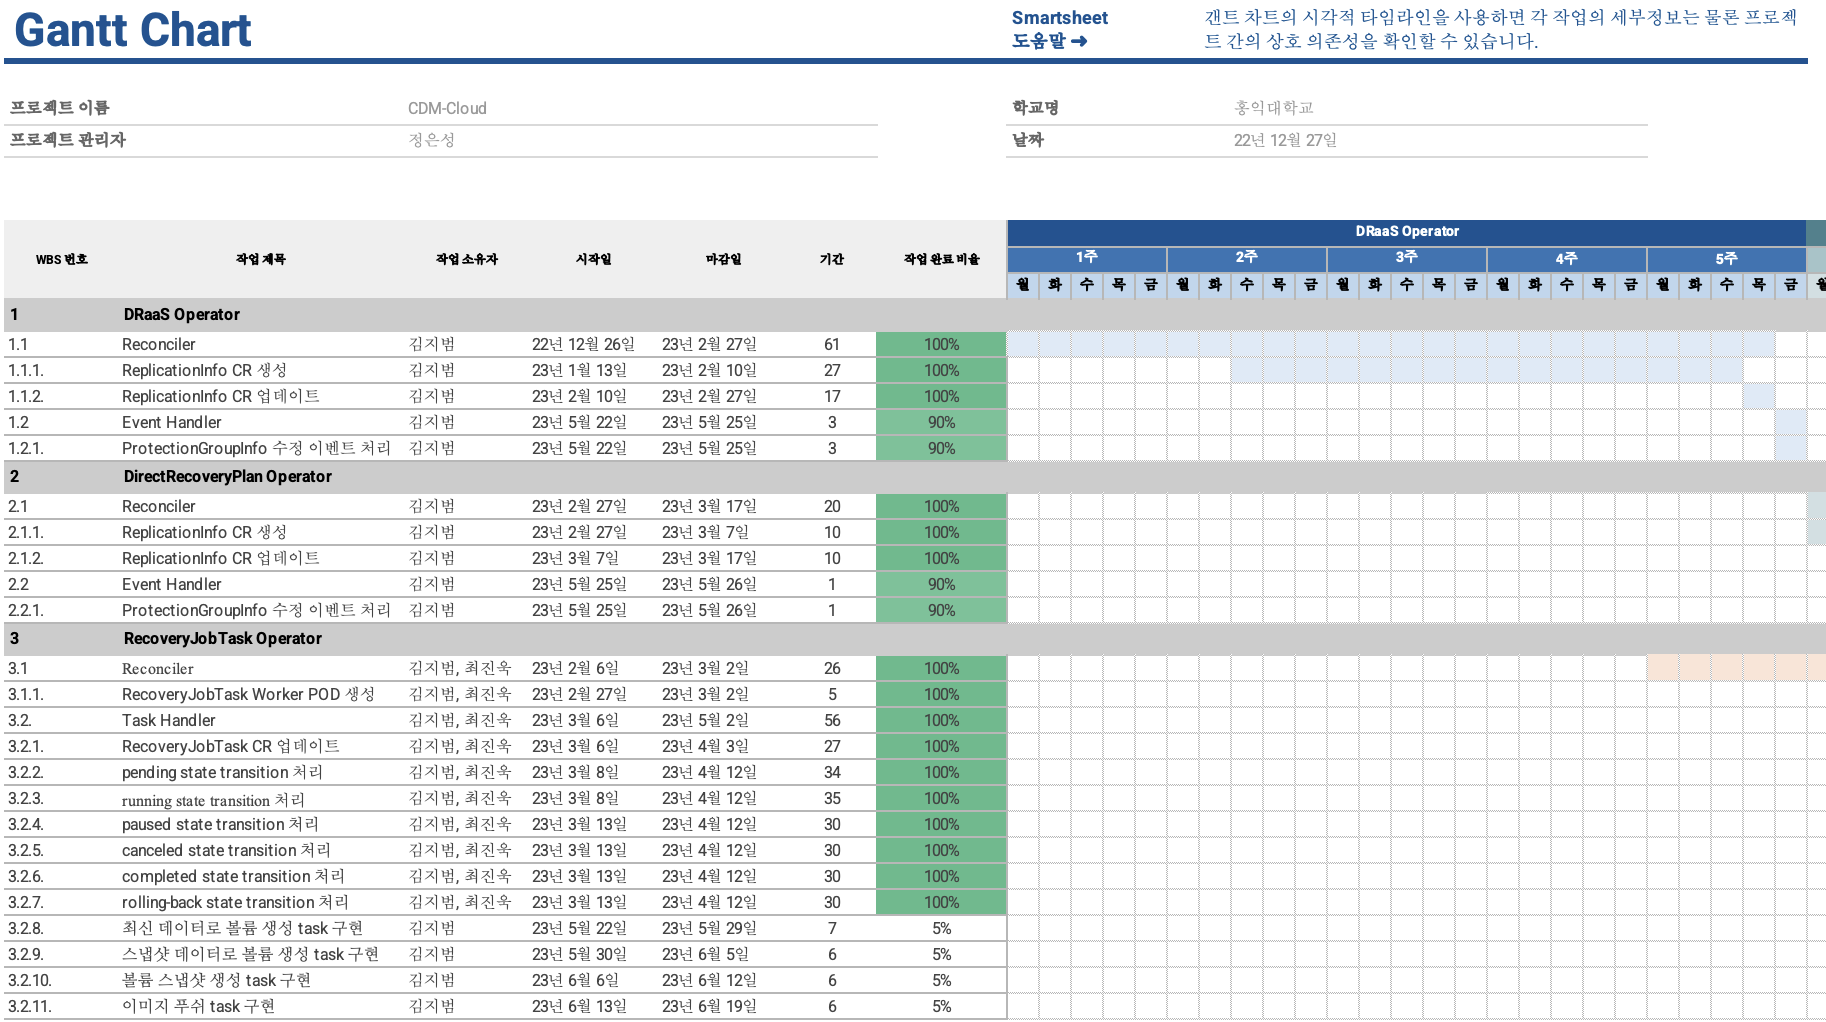 Gantt Chart
Smartsheet 도움말 ➜
갠트 차트의 시각적 타임라인을 사용하면 각 작업의 세부정보는 물론 프로젝
트 간의 상호 의존성을 확인할 수 있습니다.
프로젝트 이름 CDM-Cloud 학교명 홍익대학교
프로젝트 관리자 정은성 날짜 22년 12월 27일
DRaaS Operator
WBS 번호 작업 제목 작업 소유자 시작일 마감일 기간 작업 완료 비율 1주 2주 3주 4주 5주
월 화 수 목 금 월 화 수 목 금 월 화 수 목 금 월 화 수 목 금 월 화 수 목 금
1 DRaaS Operator
1.1 Reconciler 김지범 22년 12월 26일 23년 2월 27일 61 100%
1.1.1. ReplicationInfo CR 생성 김지범 23년 1월 13일 23년 2월 10일 27 100%
1.1.2. ReplicationInfo CR 업데이트 김지범 23년 2월 10일 23년 2월 27일 17 100%
1.2 Event Handler 김지범 23년 5월 22일 23년 5월 25일 3 90%
1.2.1. ProtectionGroupInfo 수정 이벤트 처리 김지범 23년 5월 22일 23년 5월 25일 3 90%
2 DirectRecoveryPlan Operator
2.1 Reconciler 김지범 23년 2월 27일 23년 3월 17일 20 100%
2.1.1. ReplicationInfo CR 생성 김지범 23년 2월 27일 23년 3월 7일 10 100%
2.1.2. ReplicationInfo CR 업데이트 김지범 23년 3월 7일 23년 3월 17일 10 100%
2.2 Event Handler 김지범 23년 5월 25일 23년 5월 26일 1 90%
2.2.1. ProtectionGroupInfo 수정 이벤트 처리 김지범 23년 5월 25일 23년 5월 26일 1 90%
3 RecoveryJobTask Operator
3.1 Reconciler 김지범, 최진욱 23년 2월 6일 23년 3월 2일 26 100%
3.1.1. RecoveryJobTask Worker POD 생성 김지범, 최진욱 23년 2월 27일 23년 3월 2일 5 100%
3.2. Task Handler 김지범, 최진욱 23년 3월 6일 23년 5월 2일 56 100%
3.2.1. RecoveryJobTask CR 업데이트 김지범, 최진욱 23년 3월 6일 23년 4월 3일 27 100%
3.2.2. pending state transition 처리 김지범, 최진욱 23년 3월 8일 23년 4월 12일 34 100%
3.2.3. running state transition 처리 김지범, 최진욱 23년 3월 8일 23년 4월 12일 35 100%
3.2.4. paused state transition 처리 김지범, 최진욱 23년 3월 13일 23년 4월 12일 30 100%
3.2.5. canceled state transition 처리 김지범, 최진욱 23년 3월 13일 23년 4월 12일 30 100%
3.2.6. completed state transition 처리 김지범, 최진욱 23년 3월 13일 23년 4월 12일 30 100%
3.2.7. rolling-back state transition 처리 김지범, 최진욱 23년 3월 13일 23년 4월 12일 30 100%
3.2.8. 최신 데이터로 볼륨 생성 task 구현 김지범 23년 5월 22일 23년 5월 29일 7 5%
3.2.9. 스냅샷 데이터로 볼륨 생성 task 구현 김지범 23년 5월 30일 23년 6월 5일 6 5%
3.2.10. 볼륨 스냅샷 생성 task 구현 김지범 23년 6월 6일 23년 6월 12일 6 5%
3.2.11. 이미지 푸쉬 task 구현 김지범 23년 6월 13일 23년 6월 19일 6 5%